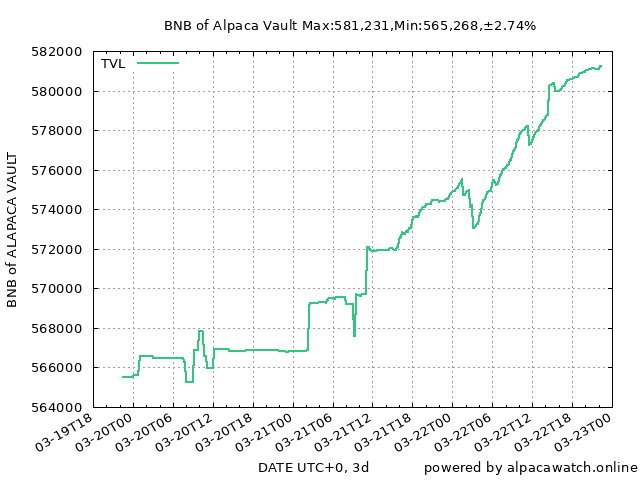 BNB of Alpaca Vault Max:581,231,Min:565,268,±2.74%
582000
580000
578000
576000
574000
572000
570000
568000
566000
564000
BNB of ALAPACA VAULT
TVL
03-19T18
03-20T00
03-20T06
03-20T12
03-20T18
03-21T00
03-21T06
03-21T12
03-21T18
03-22T00
03-22T06
03-22T12
03-22T18
03-23T00
DATE UTC+0, 3d
powered by alpacawatch.online